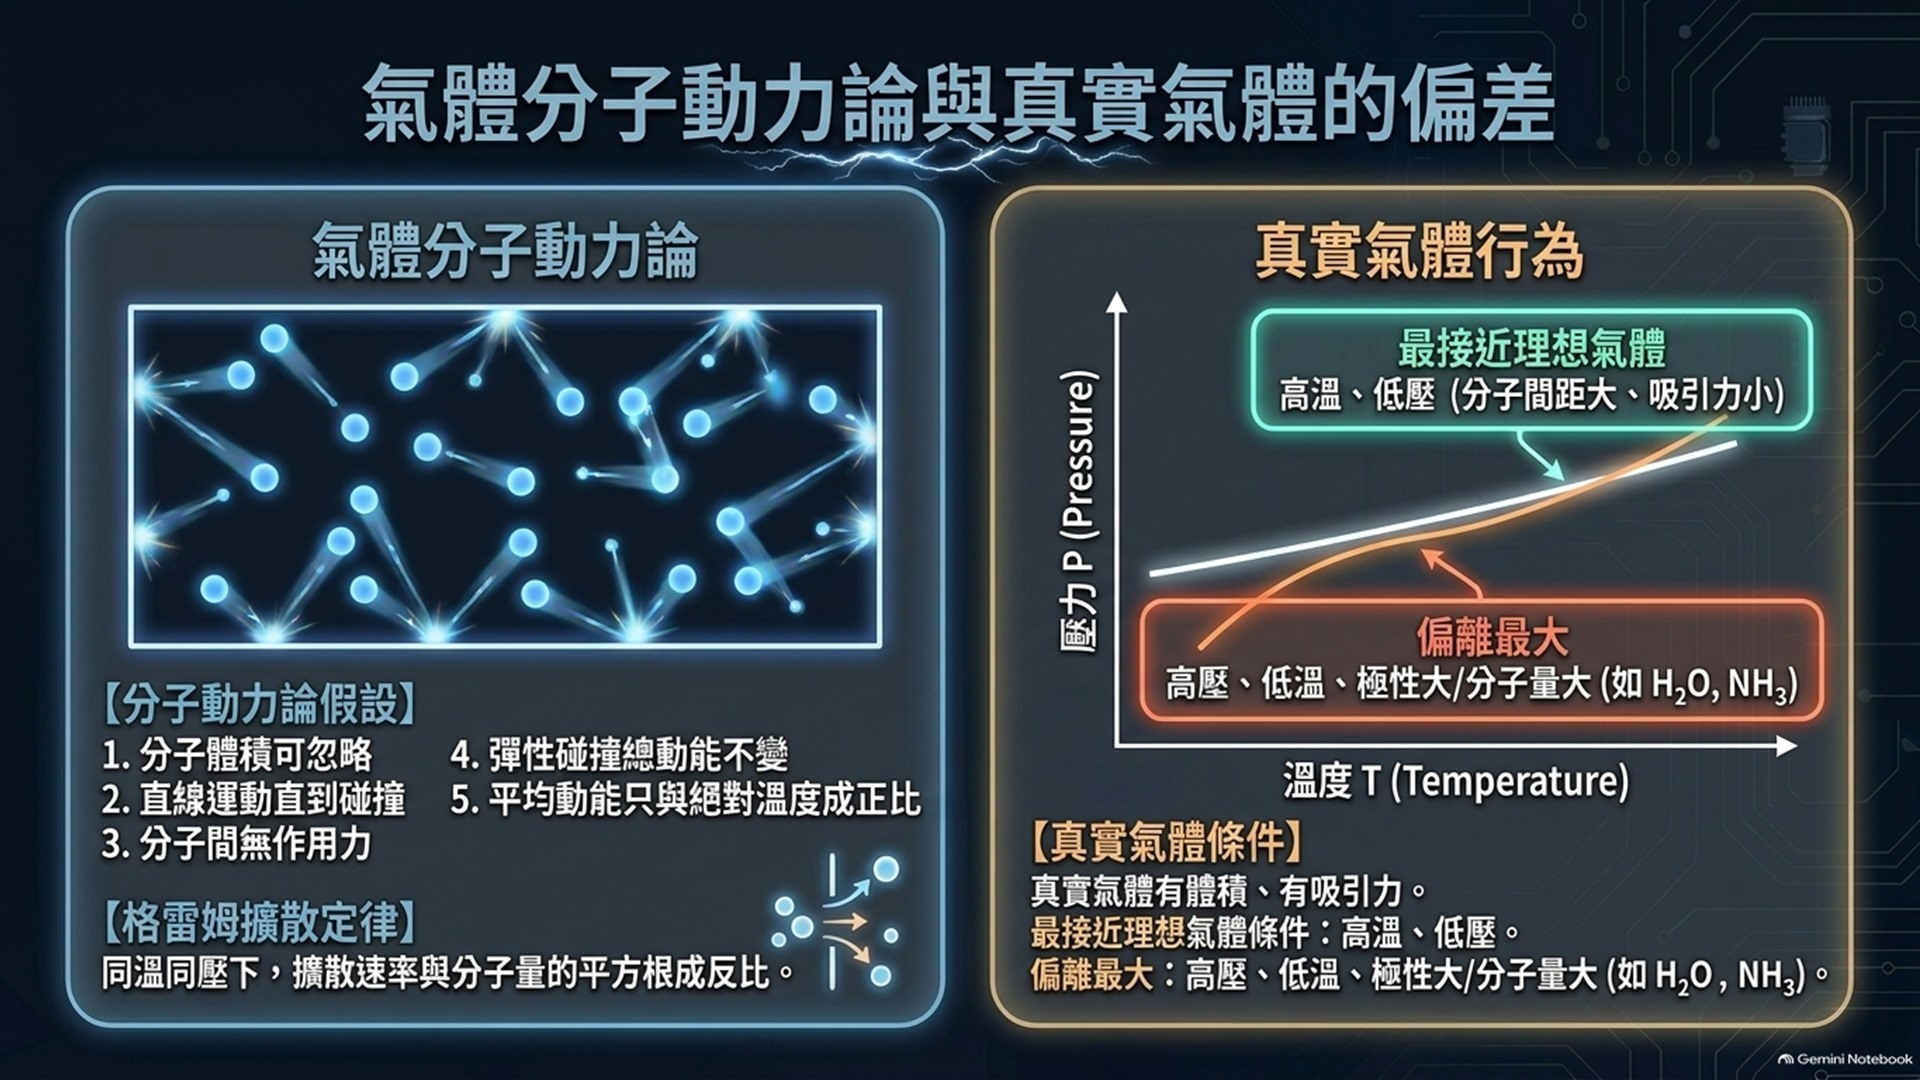 氣體分子動力論與真實氣體的偏差
氣體分子動力論
【分子動力論假設】
1. 分子體積可忽略
2. 直線運動直到碰撞
3. 分子間無作用力
4. 彈性碰撞總動能不變
5. 平均動能只與絕對溫度成正比
【格雷姆擴散定律】
同溫同壓下，擴散速率與分子量的平方根成反比。
真實氣體行為
最接近理想氣體
高溫、低壓 (分子間距大、吸引力小)
壓力 P (Pressure)
偏離最大
高壓、低溫、極性大/分子量大 (如 H₂O, NH₃)
溫度 T (Temperature)
【真實氣體條件】
真實氣體有體積、有吸引力。
最接近理想氣體條件：高溫、低壓。
偏離最大：高壓、低溫、極性大/分子量大 (如 H₂O , NH₃)。
Gemini Notebook